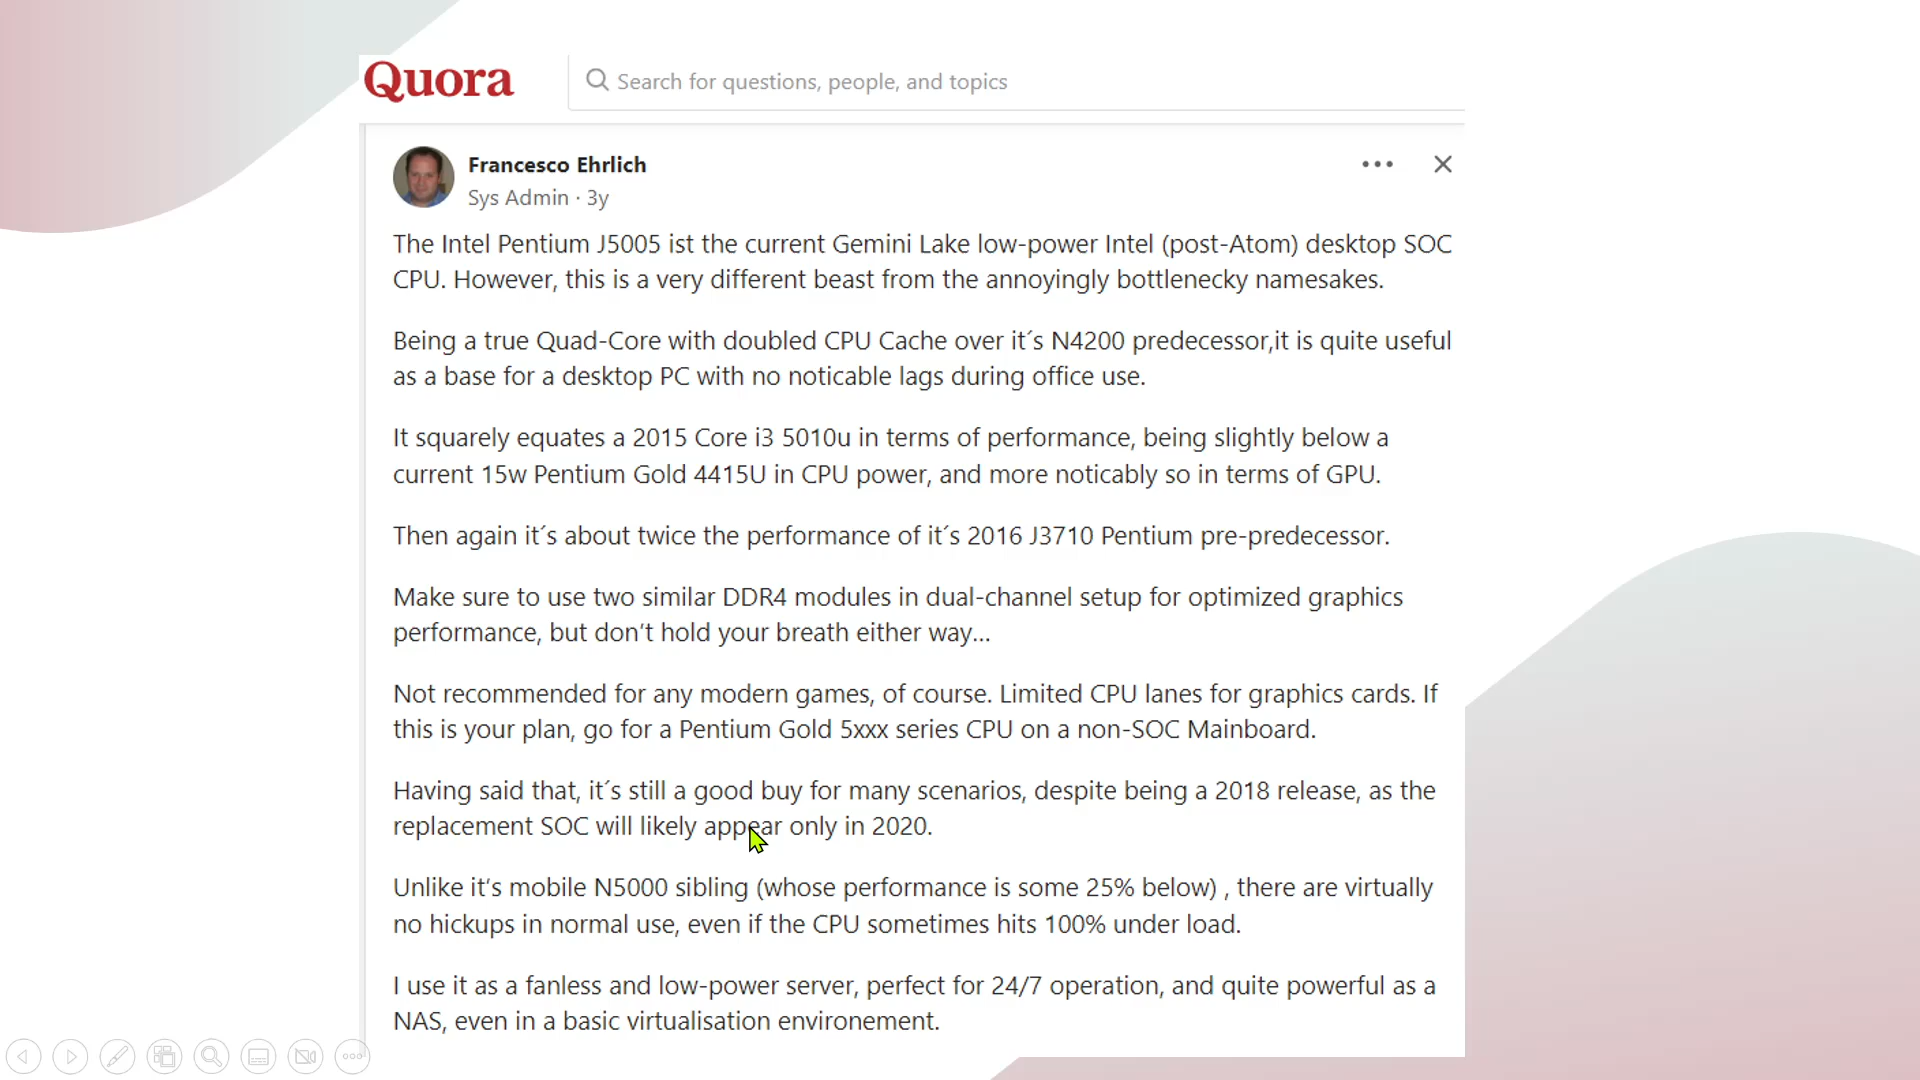 Quora
Search for questions, people, and topics
Francesco Ehrlich
Sys Admin · 3y
The Intel Pentium J5005 ist the current Gemini Lake low-power Intel (post-Atom) desktop SOC
CPU. However, this is a very different beast from the annoyingly bottlenecky namesakes.
Being a true Quad-Core with doubled CPU Cache over it´s N4200 predecessor,it is quite useful
as a base for a desktop PC with no noticable lags during office use.
It squarely equates a 2015 Core i3 5010u in terms of performance, being slightly below a
current 15w Pentium Gold 4415U in CPU power, and more noticably so in terms of GPU.
Then again it´s about twice the performance of it´s 2016 J3710 Pentium pre-predecessor.
Make sure to use two similar DDR4 modules in dual-channel setup for optimized graphics
performance, but don’t hold your breath either way…
Not recommended for any modern games, of course. Limited CPU lanes for graphics cards. If
this is your plan, go for a Pentium Gold 5xxx series CPU on a non-SOC Mainboard.
Having said that, it´s still a good buy for many scenarios, despite being a 2018 release, as the
replacement SOC will likely appear only in 2020.
Unlike it’s mobile N5000 sibling (whose performance is some 25% below) , there are virtually
no hickups in normal use, even if the CPU sometimes hits 100% under load.
I use it as a fanless and low-power server, perfect for 24/7 operation, and quite powerful as a
NAS, even in a basic virtualisation environement.